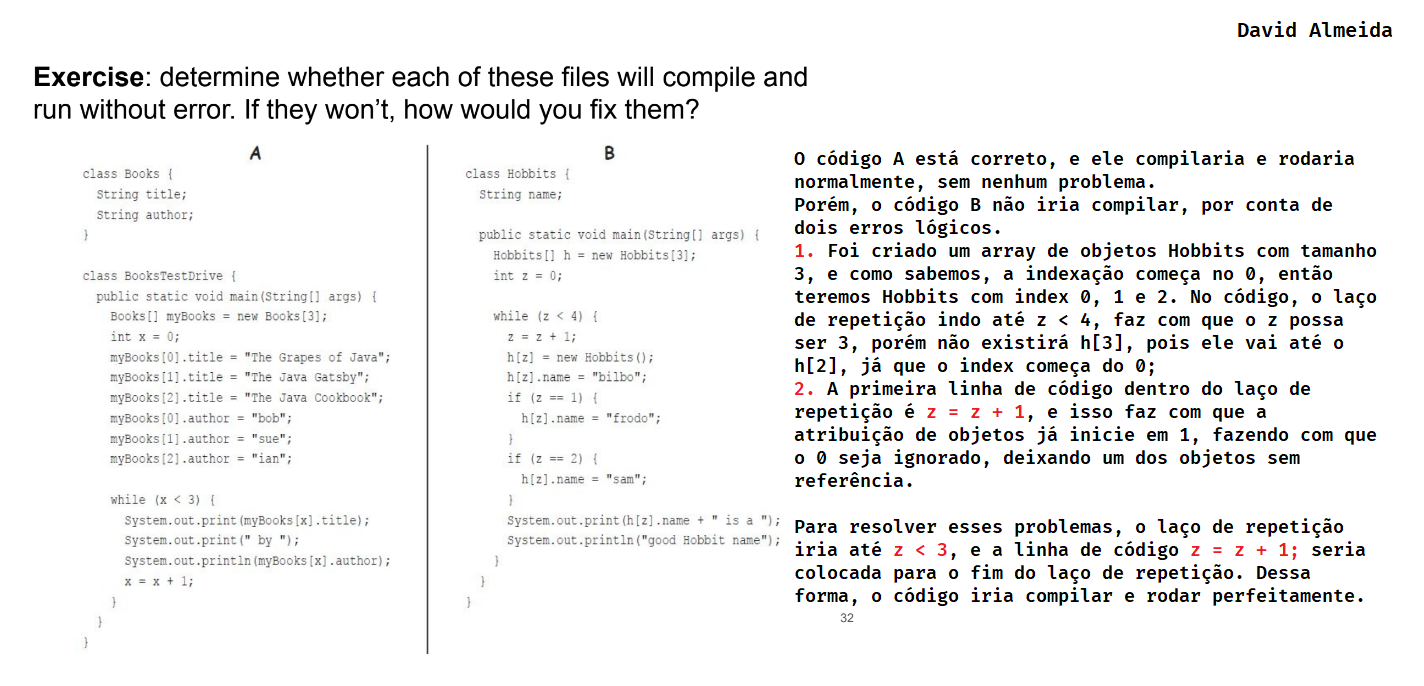 David Almeida
Exercise: determine whether each of these files will compile and
run without error. If they won't, how would you fix them?
A
class Books {
String title;
String author;
}
class BooksTestDrive {
public static void main(String[] args) {
Books[] myBooks = new Books[3];
int x = 0;
myBooks[0].title = "The Grapes of Java";
myBooks[1].title = "The Java Gatsby";
myBooks[2].title = "The Java Cookbook";
myBooks[0].author = "bob";
myBooks[1].author = "sue";
myBooks[2].author = "ian";
while (x < 3) {
System.out.print(myBooks[x].title);
System.out.print(" by ");
System.out.println(myBooks[x].author);
x = x + 1;
}
}
}
B
class Hobbits {
String name;
public static void main(String[] args) {
Hobbits[] h = new Hobbits[3];
int z = 0;
while (z < 4) {
z = z + 1;
h[z] = new Hobbits();
h[z].name = "bilbo";
if (z == 1) {
h[z].name = "frodo";
}
if (z == 2) {
h[z].name = "sam";
}
System.out.print(h[z].name + " is a ");
System.out.println("good Hobbit name");
}
}
}
O código A está correto, e ele compilaria e rodaria
normalmente, sem nenhum problema.
Porém, o código B não iria compilar, por conta de
dois erros lógicos.
1. Foi criado um array de objetos Hobbits com tamanho
3, e como sabemos, a indexação começa no 0, então
teremos Hobbits com index 0, 1 e 2. No código, o laço
de repetição indo até z < 4, faz com que o z possa
ser 3, porém não existirá h[3], pois ele vai até o
h[2], já que o index começa do 0;
2. A primeira linha de código dentro do laço de
repetição é z = z + 1, e isso faz com que a
atribuição de objetos já inicie em 1, fazendo com que
o 0 seja ignorado, deixando um dos objetos sem
referência.
Para resolver esses problemas, o laço de repetição
iria até z < 3, e a linha de código z = z + 1; seria
colocada para o fim do laço de repetição. Dessa
forma, o código iria compilar e rodar perfeitamente.
32